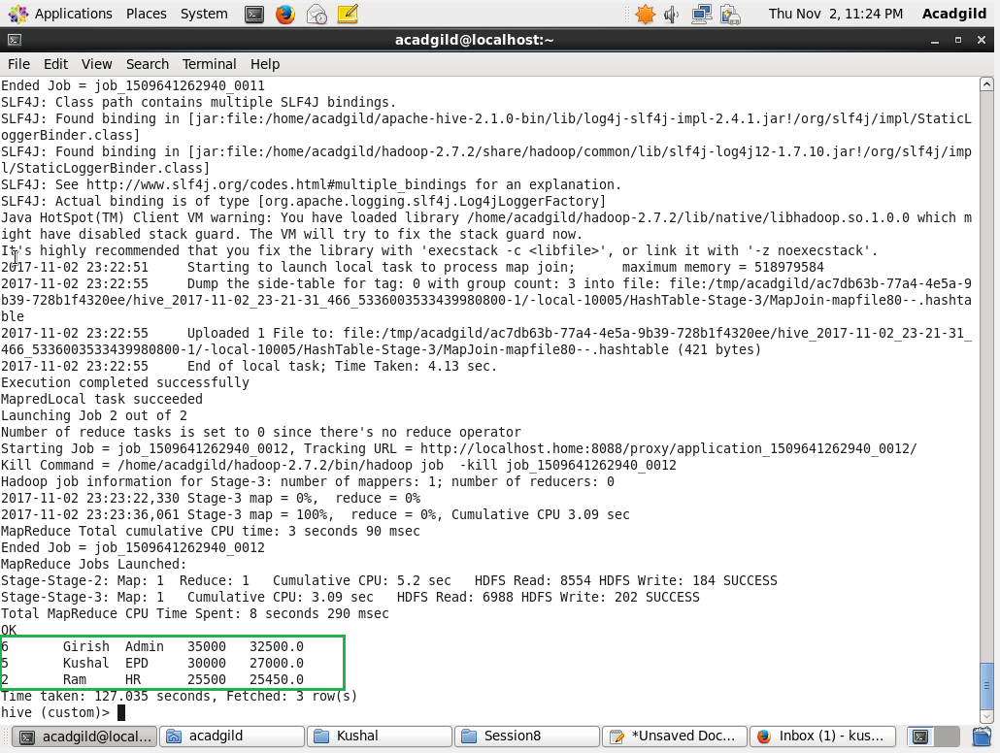 Applications Places System Thu Nov 2, 11:24 PM Acadgild
acadgild@localhost:~
File Edit View Search Terminal Help
Ended Job = job_1509641262940_0011
SLF4J: Class path contains multiple SLF4J bindings.
SLF4J: Found binding in [jar:file:/home/acadgild/apache-hive-2.1.0-bin/lib/log4j-slf4j-impl-2.4.1.jar!/org/slf4j/impl/StaticL
oggerBinder.class]
SLF4J: Found binding in [jar:file:/home/acadgild/hadoop-2.7.2/share/hadoop/common/lib/slf4j-log4j12-1.7.10.jar!/org/slf4j/imp
l/StaticLoggerBinder.class]
SLF4J: See http://www.slf4j.org/codes.html#multiple_bindings for an explanation.
SLF4J: Actual binding is of type [org.apache.logging.slf4j.Log4jLoggerFactory]
Java HotSpot(TM) Client VM warning: You have loaded library /home/acadgild/hadoop-2.7.2/lib/native/libhadoop.so.1.0.0 which m
ight have disabled stack guard. The VM will try to fix the stack guard now.
It's highly recommended that you fix the library with 'execstack -c <libfile>', or link it with '-z noexecstack'.
2017-11-02 23:22:51 Starting to launch local task to process map join; maximum memory = 518979584
2017-11-02 23:22:55 Dump the side-table for tag: 0 with group count: 3 into file: file:/tmp/acadgild/ac7db63b-77a4-4e5a-9
b39-728b1f4320ee/hive_2017-11-02_23-21-31_466_5336003533439980800-1/-local-10005/HashTable-Stage-3/MapJoin-mapfile80--.hashta
ble
2017-11-02 23:22:55 Uploaded 1 File to: file:/tmp/acadgild/ac7db63b-77a4-4e5a-9b39-728b1f4320ee/hive_2017-11-02_23-21-31_
466_5336003533439980800-1/-local-10005/HashTable-Stage-3/MapJoin-mapfile80--.hashtable (421 bytes)
2017-11-02 23:22:55 End of local task; Time Taken: 4.13 sec.
Execution completed successfully
MapredLocal task succeeded
Launching Job 2 out of 2
Number of reduce tasks is set to 0 since there's no reduce operator
Starting Job = job_1509641262940_0012, Tracking URL = http://localhost.home:8088/proxy/application_1509641262940_0012/
Kill Command = /home/acadgild/hadoop-2.7.2/bin/hadoop job -kill job_1509641262940_0012
Hadoop job information for Stage-3: number of mappers: 1; number of reducers: 0
2017-11-02 23:23:22,330 Stage-3 map = 0%, reduce = 0%
2017-11-02 23:23:36,061 Stage-3 map = 100%, reduce = 0%, Cumulative CPU 3.09 sec
MapReduce Total cumulative CPU time: 3 seconds 90 msec
Ended Job = job_1509641262940_0012
MapReduce Jobs Launched:
Stage-Stage-2: Map: 1 Reduce: 1 Cumulative CPU: 5.2 sec HDFS Read: 8554 HDFS Write: 184 SUCCESS
Stage-Stage-3: Map: 1 Cumulative CPU: 3.09 sec HDFS Read: 6988 HDFS Write: 202 SUCCESS
Total MapReduce CPU Time Spent: 8 seconds 290 msec
OK
6 Girish Admin 35000 32500.0
5 Kushal EPD 30000 27000.0
2 Ram HR 25500 25450.0
Time taken: 127.035 seconds, Fetched: 3 row(s)
hive (custom)>
acadgild@local... acadgild Kushal Session8 *Unsaved Doc... Inbox (1) - kus...